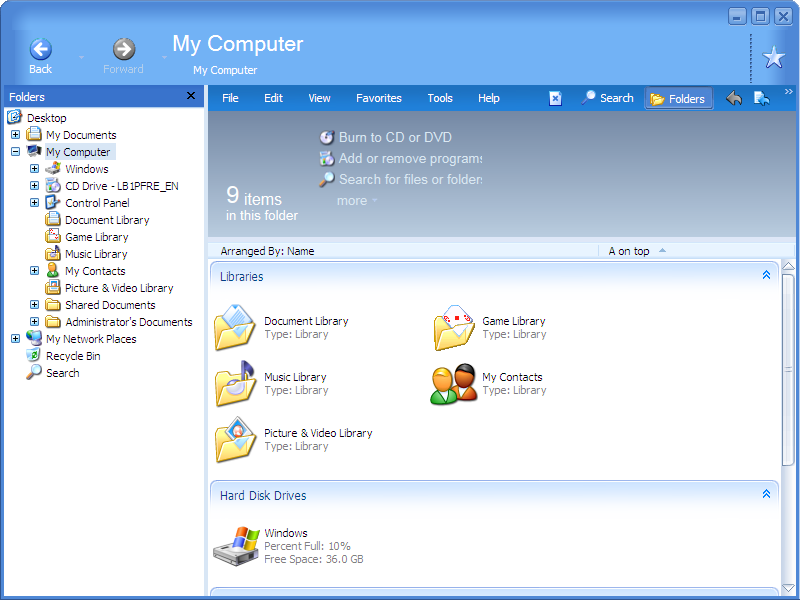 My Computer
Back
Forward
My Computer
Folders
File Edit View Favorites Tools Help Search Folders
Desktop
My Documents
My Computer
Windows
CD Drive - LB1PFRE_EN
Control Panel
Document Library
Game Library
Music Library
My Contacts
Picture & Video Library
Shared Documents
Administrator's Documents
My Network Places
Recycle Bin
Search
Burn to CD or DVD
Add or remove programs
Search for files or folders
more
9 items
in this folder
Arranged By: Name A on top
Libraries
Document Library
Type: Library
Game Library
Type: Library
Music Library
Type: Library
My Contacts
Type: Library
Picture & Video Library
Type: Library
Hard Disk Drives
Windows
Percent Full: 10%
Free Space: 36.0 GB